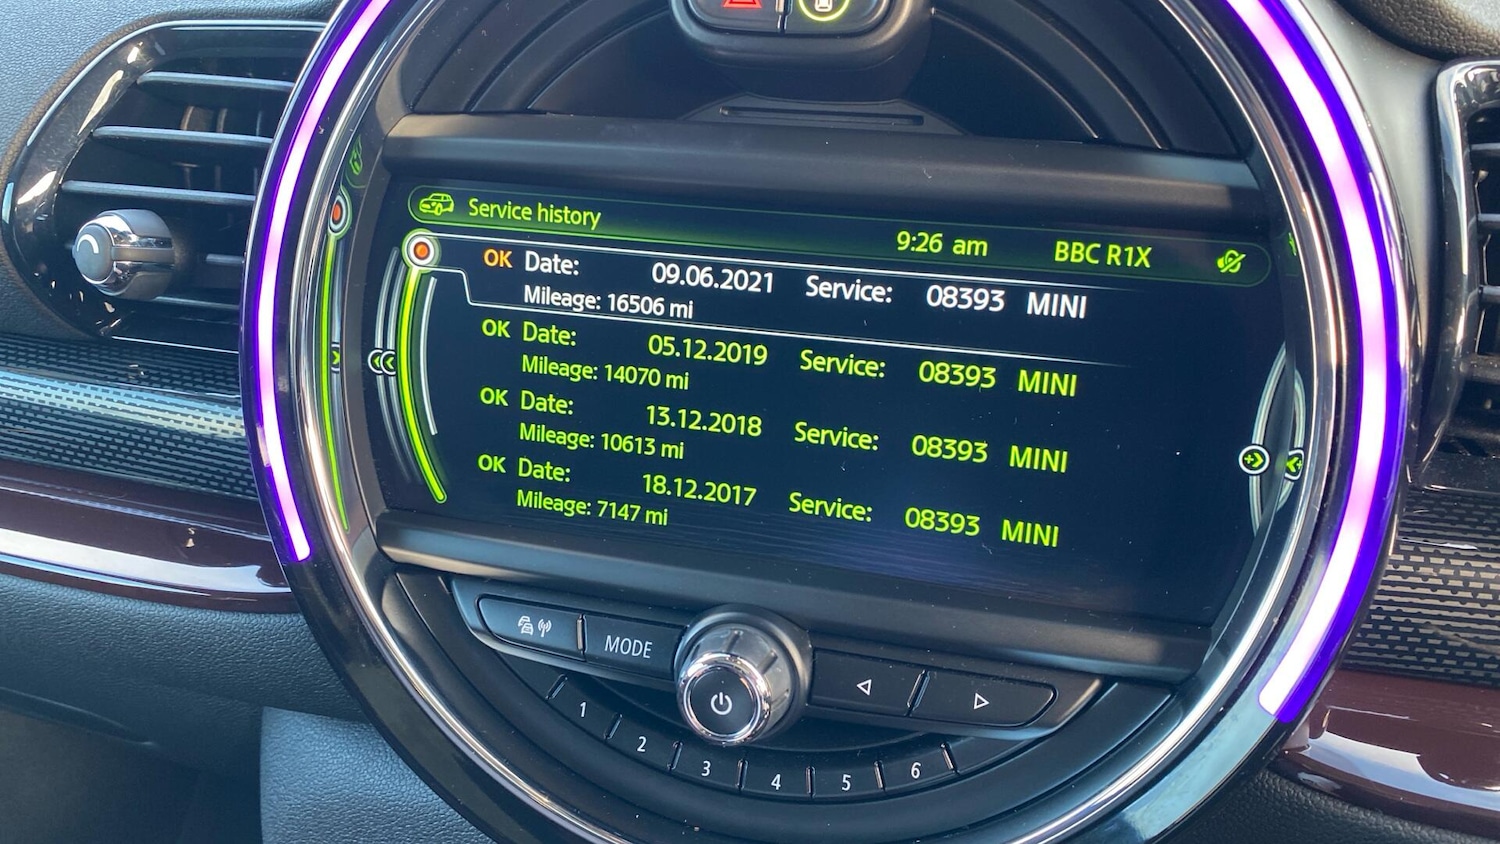 Service history 9:26 am BBC R1X
OK Date: 09.06.2021 Service: 08393 MINI
Mileage: 16506 mi
OK Date: 05.12.2019 Service: 08393 MINI
Mileage: 14070 mi
OK Date: 13.12.2018 Service: 08393 MINI
Mileage: 10613 mi
OK Date: 18.12.2017 Service: 08393 MINI
Mileage: 7147 mi
MODE
1 2 3 4 5 6